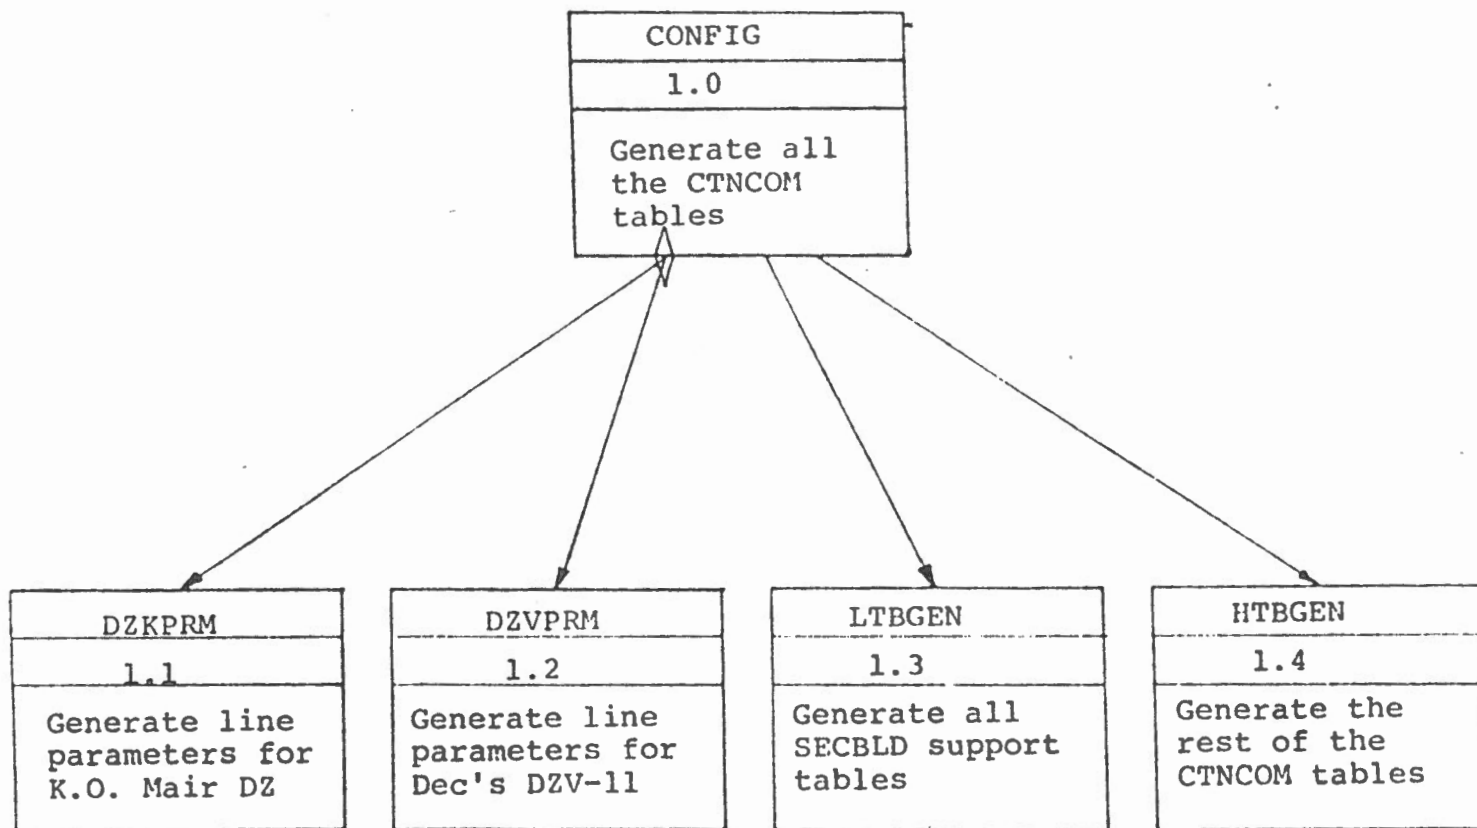 CONFIG
1.0
Generate all
the CTNCOM
tables
DZKPRM
1.1
Generate line
parameters for
K.O. Mair DZ
DZVPRM
1.2
Generate line
parameters for
Dec's DZV-11
LTBGEN
1.3
Generate all
SECBLD support
tables
HTBGEN
1.4
Generate the
rest of the
CTNCOM tables